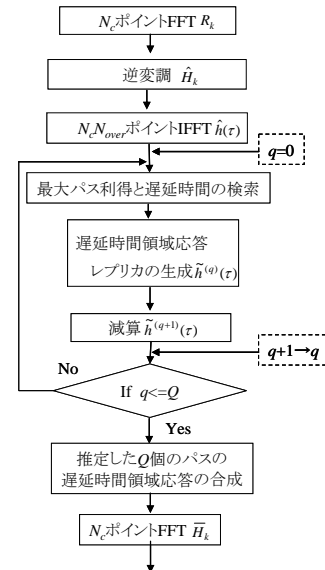 N_cポイントFFT R_k
逆変調 Ĥ_k
N_cN_overポイントIFFT ĥ(τ)
q=0
最大パス利得と遅延時間の検索
遅延時間領域応答
レプリカの生成 h̃^(q)(τ)
減算 h̃^(q+1)(τ)
q+1→q
No
If q<=Q
Yes
推定したQ個のパスの
遅延時間領域応答の合成
N_cポイントFFT H̅_k